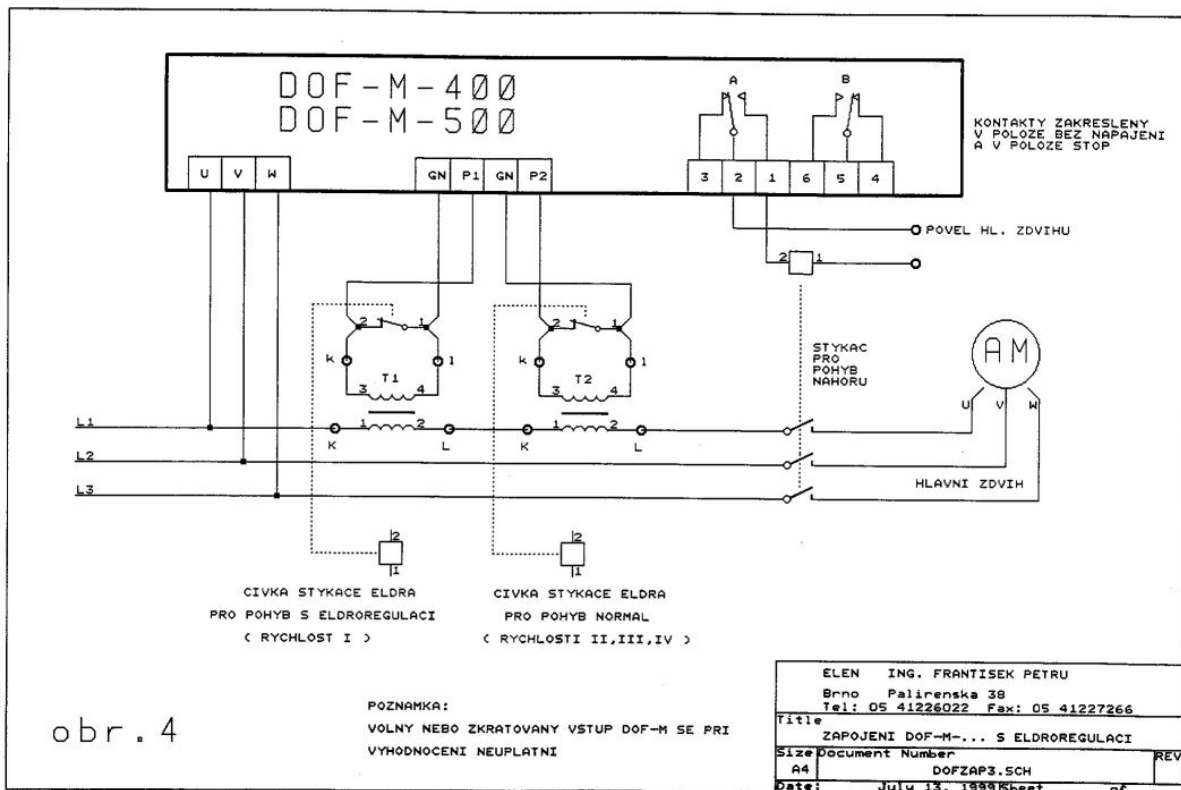 DOF-M-400
DOF-M-500
A
B
KONTAKTY ZAKRESLENY
V POLOZE BEZ NAPAJENI
A V POLOZE STOP
U V W
GN P1 GN P2
3 2 1 6 5 4
POVEL HL. ZDVIHU
2 1
2 1
2 1
k l
k l
T1
T2
3 4
3 4
STYKAC
PRO
POHYB
NAHORU
AM
U V W
L1
1 2
1 2
K L
K L
L2
L3
HLAVNI ZDVIH
2
1
2
1
CIVKA STYKACE ELDRA
PRO POHYB S ELDROREGULACI
( RYCHLOST I )
CIVKA STYKACE ELDRA
PRO POHYB NORMAL
( RYCHLOSTI II,III,IV )
obr.4
POZNAMKA:
VOLNY NEBO ZKRATOVANY VSTUP DOF-M SE PRI
VYHODNOCENI NEUPLATNI
ELEN ING. FRANTISEK PETRU
Brno Palirenska 38
Tel: 05 41226022 Fax: 05 41227266
Title
ZAPOJENI DOF-M-... S ELDROREGULACI
Size Document Number REV
A4 DOFZAP3.SCH
Date: July 13, 1999 Sheet of